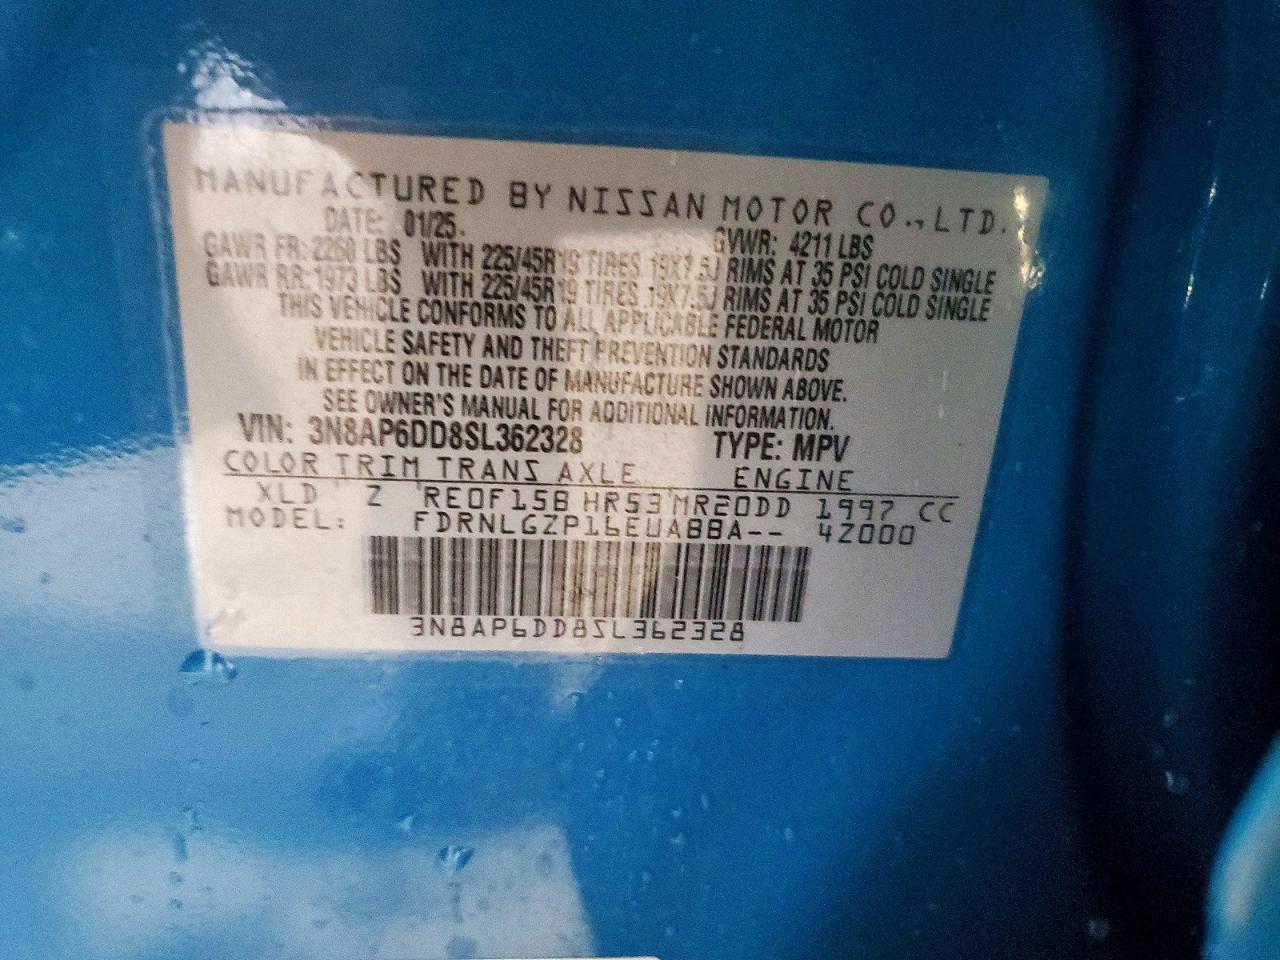 MANUFACTURED BY NISSAN MOTOR CO., LTD.
DATE: 01/25. GVWR: 4211 LBS
GAWR FR: 2260 LBS WITH 225/45R19 TIRES 19X7.5J RIMS AT 35 PSI COLD SINGLE
GAWR RR: 1973 LBS WITH 225/45R19 TIRES 19X7.5J RIMS AT 35 PSI COLD SINGLE
THIS VEHICLE CONFORMS TO ALL APPLICABLE FEDERAL MOTOR
VEHICLE SAFETY AND THEFT PREVENTION STANDARDS
IN EFFECT ON THE DATE OF MANUFACTURE SHOWN ABOVE.
SEE OWNER'S MANUAL FOR ADDITIONAL INFORMATION.
VIN: 3N8AP6DD8SL362328 TYPE: MPV
COLOR TRIM TRANS AXLE ENGINE
XLD Z RE0F15B HR53 MR20DD 1997 CC
MODEL: FDRNLGZP16EUABBA-- 4Z000
3N8AP6DD8SL362328